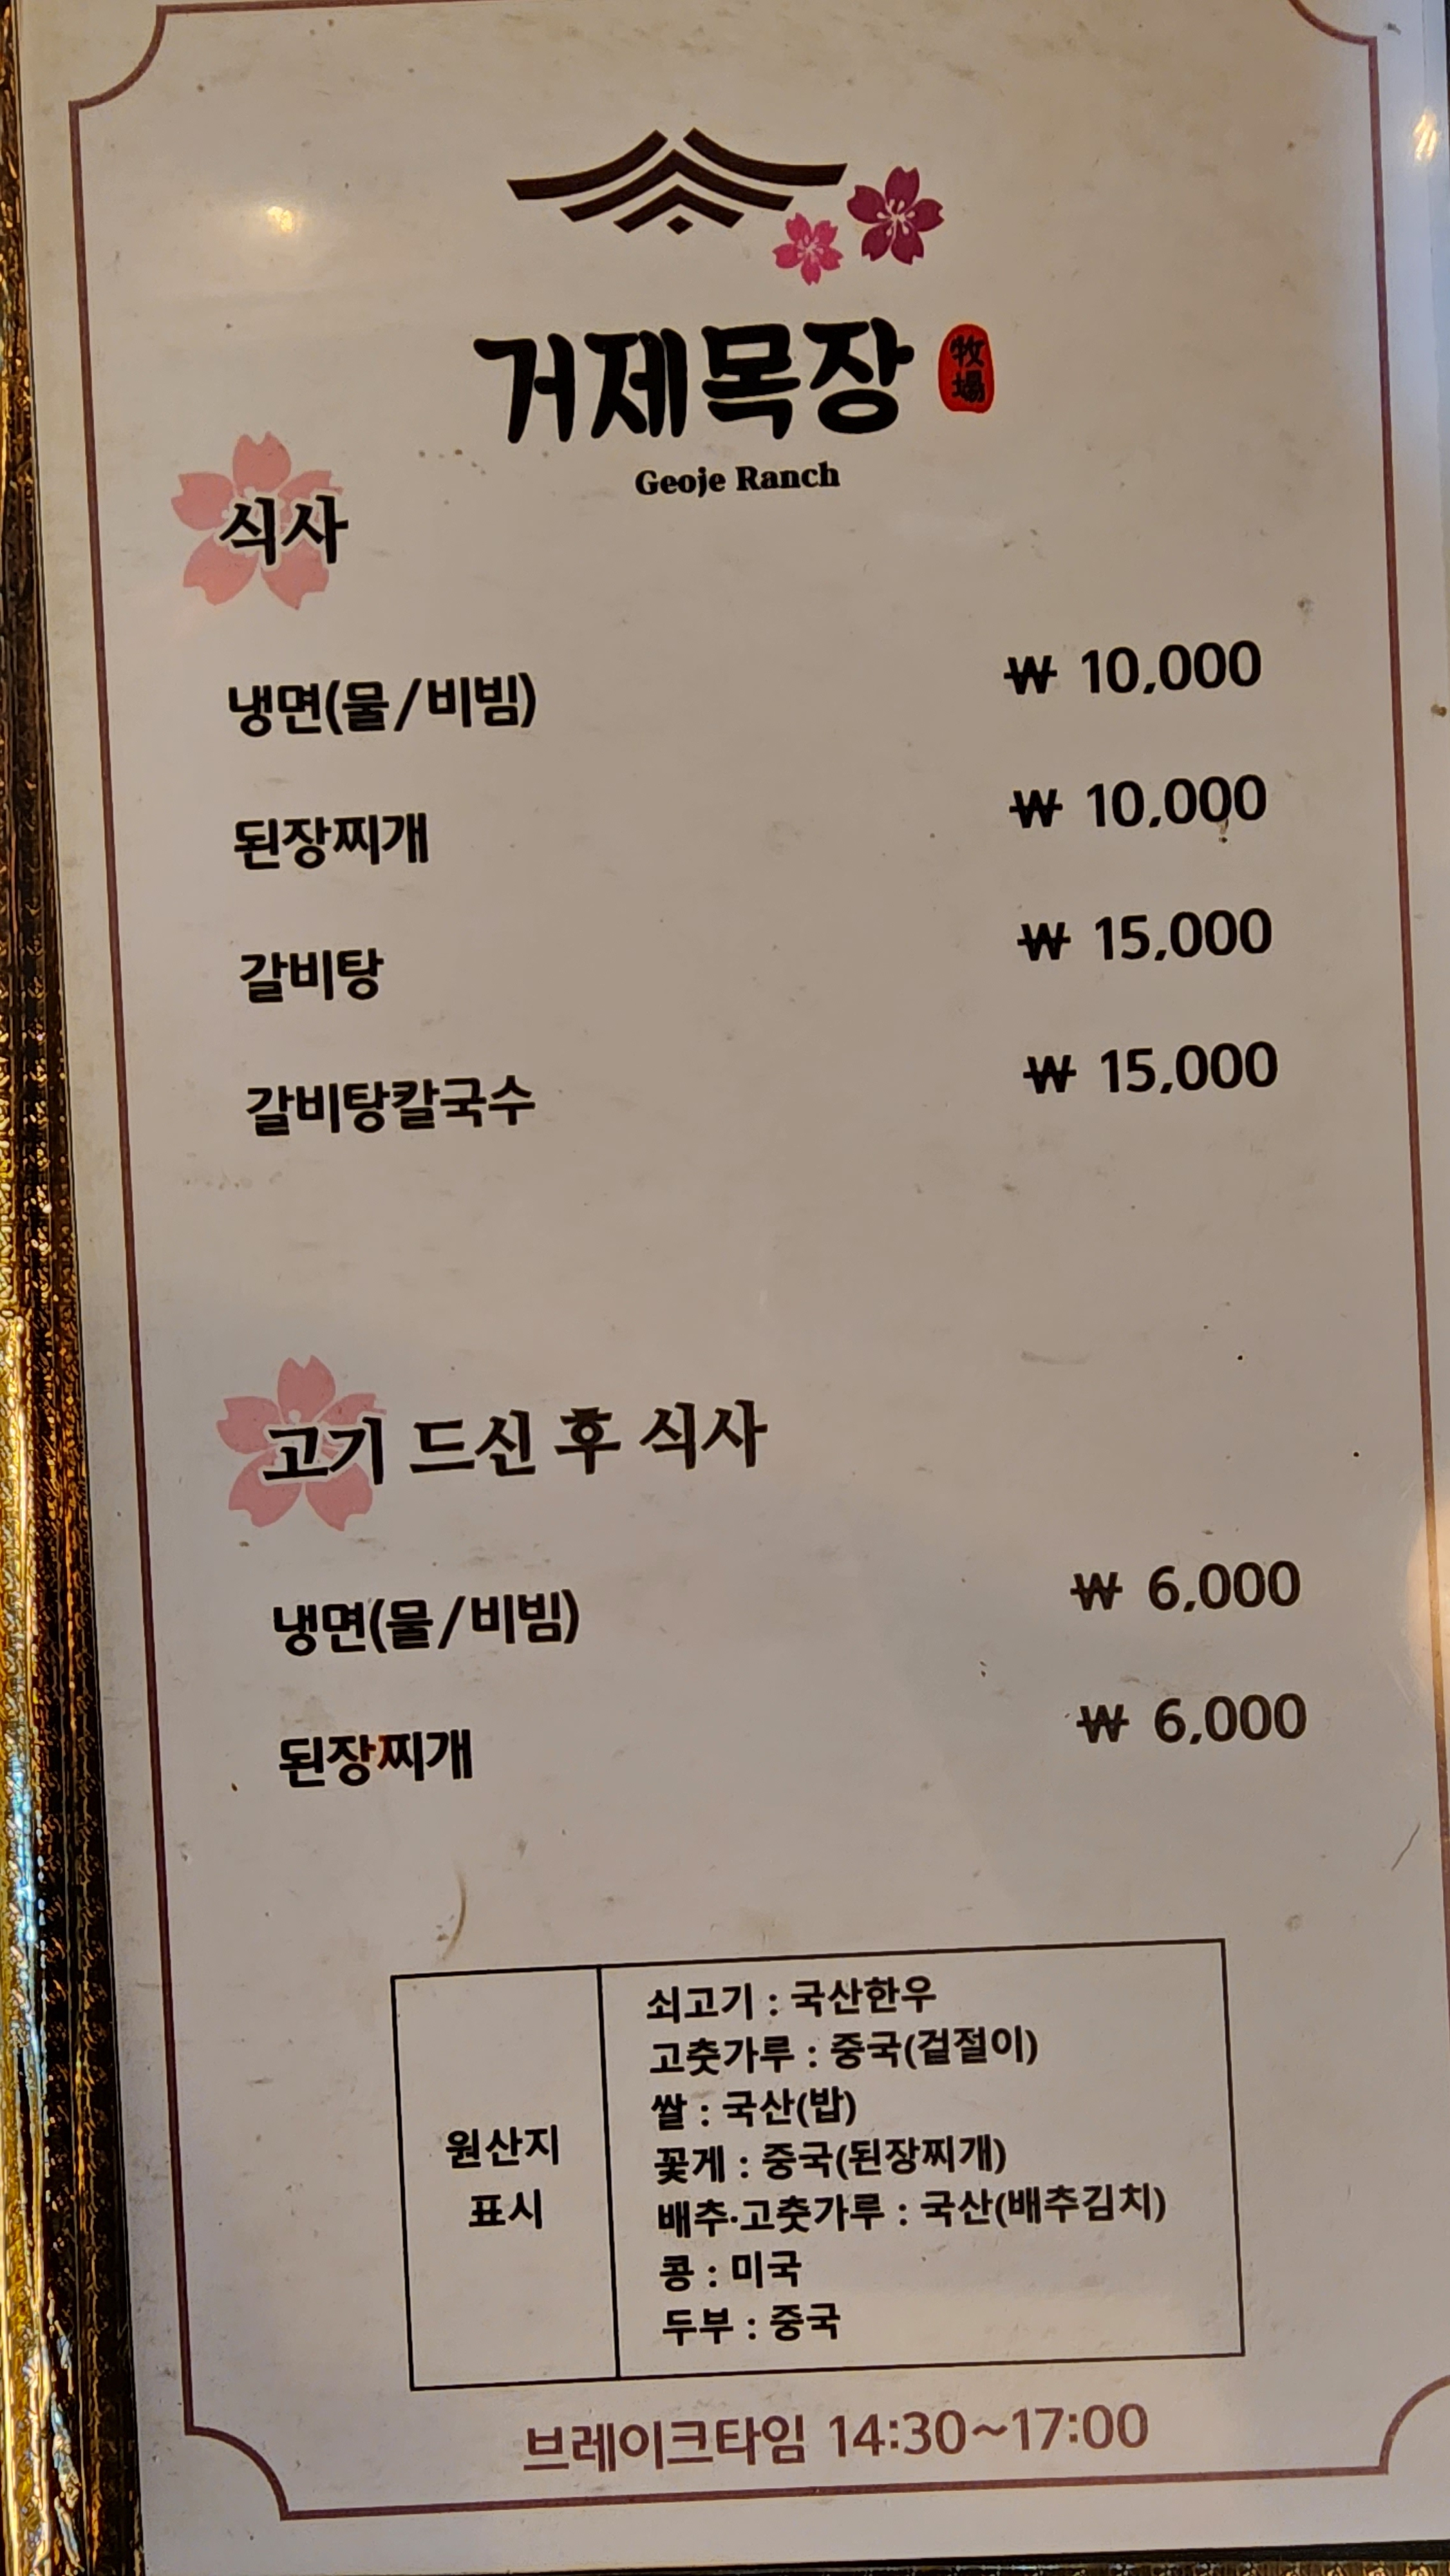 거제목장
牧場
Geoje Ranch
식사
냉면(물/비빔) ₩ 10,000
된장찌개 ₩ 10,000
갈비탕 ₩ 15,000
갈비탕칼국수 ₩ 15,000
고기 드신 후 식사
냉면(물/비빔) ₩ 6,000
된장찌개 ₩ 6,000
원산지
표시
쇠고기 : 국산한우
고춧가루 : 중국(겉절이)
쌀 : 국산(밥)
꽃게 : 중국(된장찌개)
배추·고춧가루 : 국산(배추김치)
콩 : 미국
두부 : 중국
브레이크타임 14:30~17:00